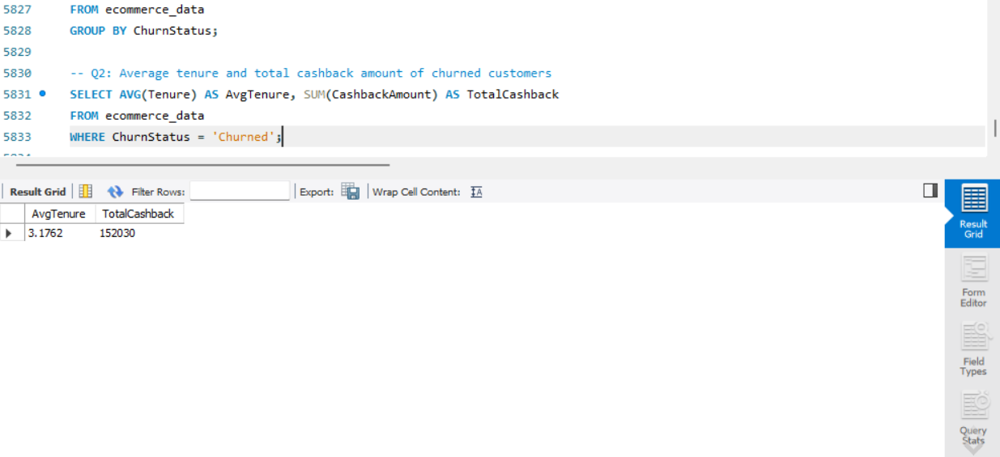 5827 FROM ecommerce_data
5828 GROUP BY ChurnStatus;
5829
5830 -- Q2: Average tenure and total cashback amount of churned customers
5831 SELECT AVG(Tenure) AS AvgTenure, SUM(CashbackAmount) AS TotalCashback
5832 FROM ecommerce_data
5833 WHERE ChurnStatus = 'Churned';
Result Grid Filter Rows: Export: Wrap Cell Content: IA
AvgTenure TotalCashback
3.1762 152030
Result
Grid
Form
Editor
Field
Types
Query
Stats